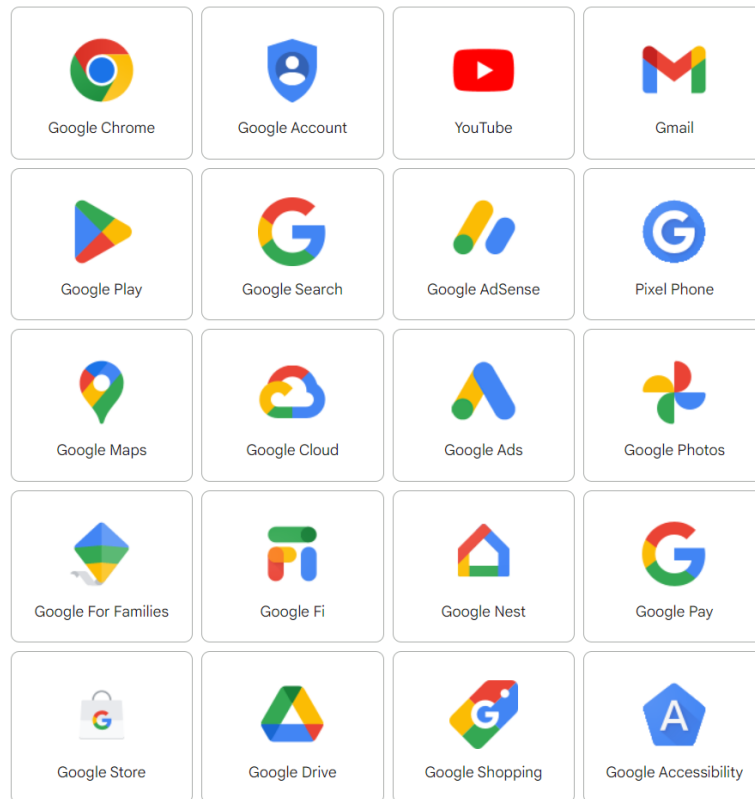 Google Chrome
Google Account
YouTube
Gmail
Google Play
Google Search
Google AdSense
Pixel Phone
Google Maps
Google Cloud
Google Ads
Google Photos
Google For Families
Google Fi
Google Nest
Google Pay
Google Store
Google Drive
Google Shopping
Google Accessibility